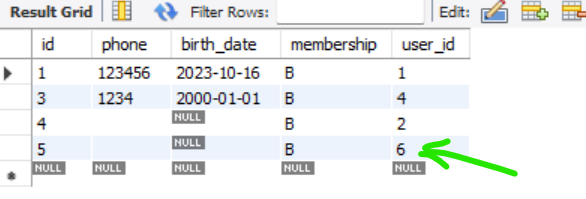 Result Grid Filter Rows: Edit:
id phone birth_date membership user_id
1 123456 2023-10-16 B 1
3 1234 2000-01-01 B 4
4 NULL B 2
5 NULL B 6
NULL NULL NULL NULL NULL